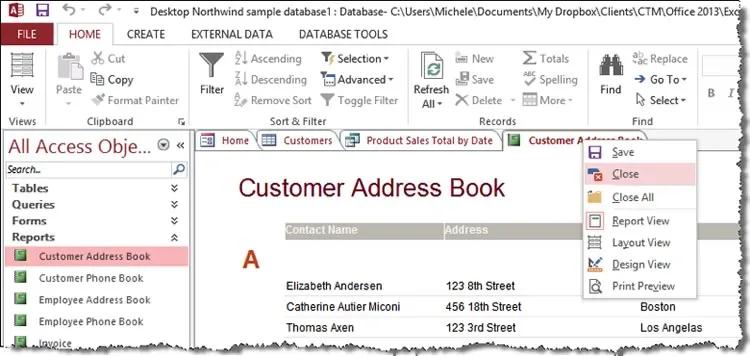 Desktop Northwind sample database1 : Database- C:\Users\Michele\Documents\My Dropbox\Clients\CTM\Office 2013\Exce
FILE HOME CREATE EXTERNAL DATA DATABASE TOOLS
View
Views
Paste
Cut
Copy
Format Painter
Clipboard
Filter
Ascending
Descending
Remove Sort
Selection
Advanced
Toggle Filter
Sort & Filter
Refresh
All
New
Save
Delete
Totals
Spelling
More
Records
Find
Replace
Go To
Select
Find
B I
All Access Obje...
Search...
Tables
Queries
Forms
Reports
Customer Address Book
Customer Phone Book
Employee Address Book
Employee Phone Book
Invoice
Home Customers Product Sales Total by Date Customer Address Book
Customer Address Book
Contact Name Address
A
Elizabeth Andersen 123 8th Street
Catherine Autier Miconi 456 18th Street Boston
Thomas Axen 123 3rd Street Los Angelas
Save
Close
Close All
Report View
Layout View
Design View
Print Preview